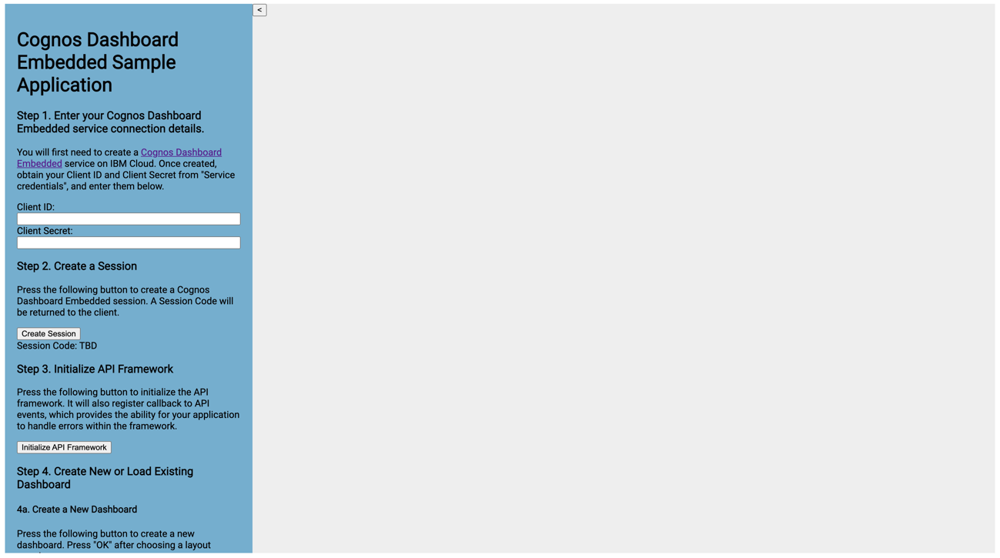 <
Cognos Dashboard
Embedded Sample
Application
Step 1. Enter your Cognos Dashboard
Embedded service connection details.
You will first need to create a Cognos Dashboard
Embedded service on IBM Cloud. Once created,
obtain your Client ID and Client Secret from "Service
credentials", and enter them below.
Client ID:
Client Secret:
Step 2. Create a Session
Press the following button to create a Cognos
Dashboard Embedded session. A Session Code will
be returned to the client.
Create Session
Session Code: TBD
Step 3. Initialize API Framework
Press the following button to initialize the API
framework. It will also register callback to API
events, which provides the ability for your application
to handle errors within the framework.
Initialize API Framework
Step 4. Create New or Load Existing
Dashboard
4a. Create a New Dashboard
Press the following button to create a new
dashboard. Press "OK" after choosing a layout